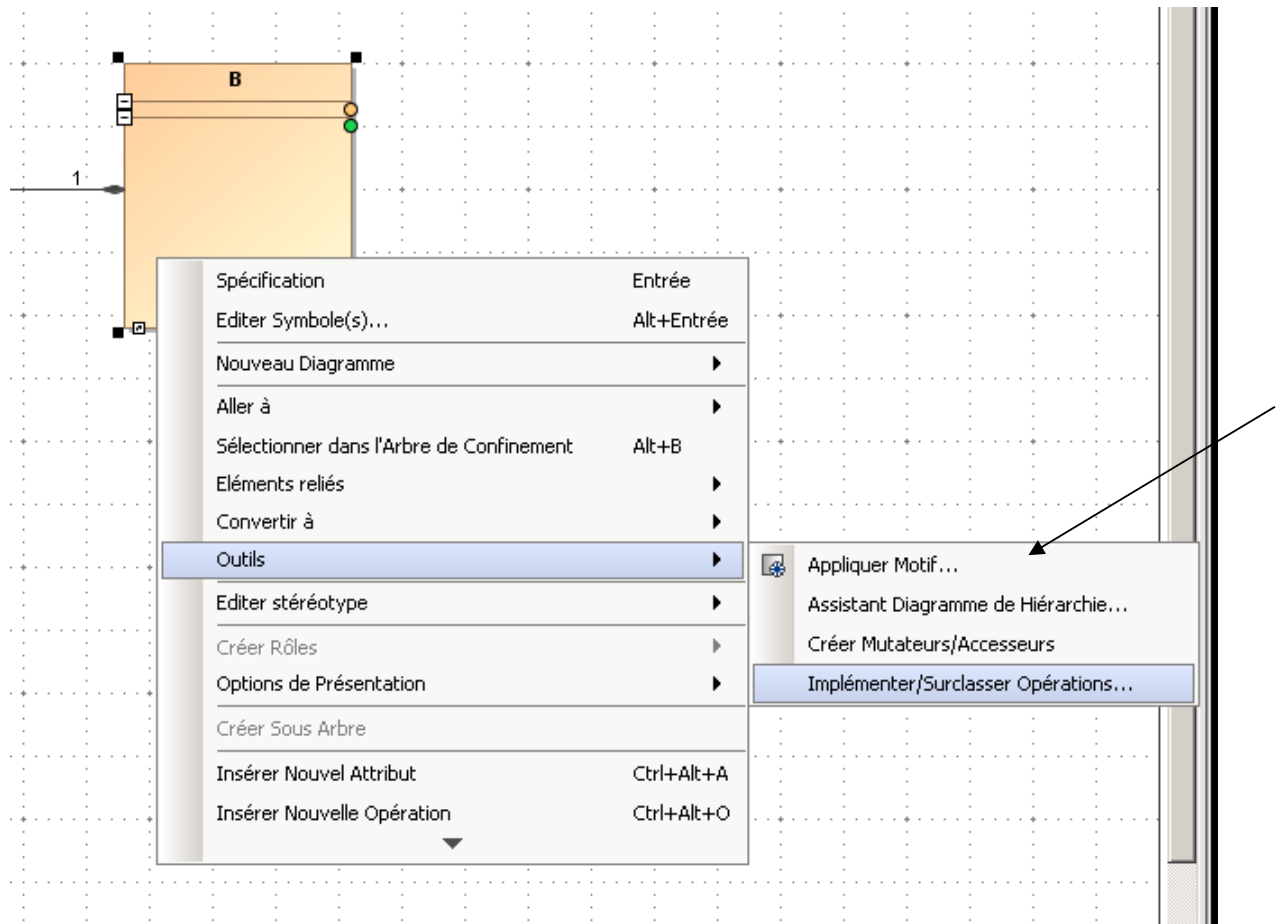 B
1
Spécification Entrée
Editer Symbole(s)... Alt+Entrée
Nouveau Diagramme
Aller à
Sélectionner dans l'Arbre de Confinement Alt+B
Eléments reliés
Convertir à
Outils
Editer stéréotype
Créer Rôles
Options de Présentation
Créer Sous Arbre
Insérer Nouvel Attribut Ctrl+Alt+A
Insérer Nouvelle Opération Ctrl+Alt+O
Appliquer Motif...
Assistant Diagramme de Hiérarchie...
Créer Mutateurs/Accesseurs
Implémenter/Surclasser Opérations...